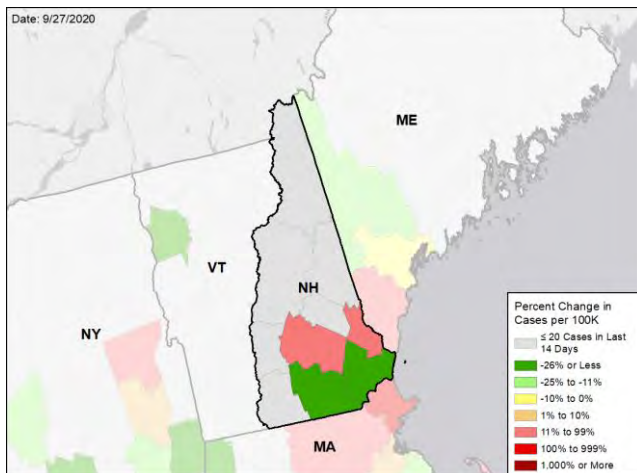 Date: 9/27/2020
ME
VT
NH
NY
MA
Percent Change in
Cases per 100K
≤ 20 Cases in Last
14 Days
-26% or Less
-25% to -11%
-10% to 0%
1% to 10%
11% to 99%
100% to 999%
1,000% or More